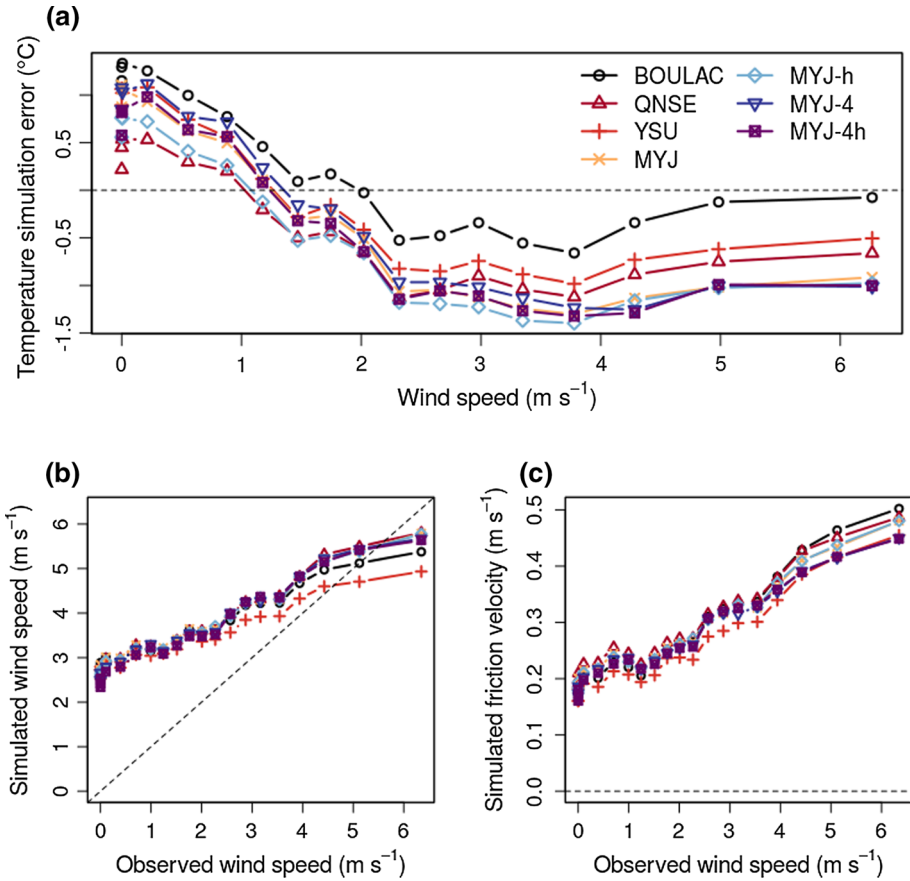 (a)
Temperature simulation error (°C)
0.5
-0.5
-1.5
BOULAC
QNSE
YSU
MYJ
MYJ-h
MYJ-4
MYJ-4h
0 1 2 3 4 5 6
Wind speed (m s⁻¹)
(b)
Simulated wind speed (m s⁻¹)
6
5
4
3
2
1
0
0 1 2 3 4 5 6
Observed wind speed (m s⁻¹)
(c)
Simulated friction velocity (m s⁻¹)
0.5
0.4
0.3
0.2
0.1
0.0
0 1 2 3 4 5 6
Observed wind speed (m s⁻¹)